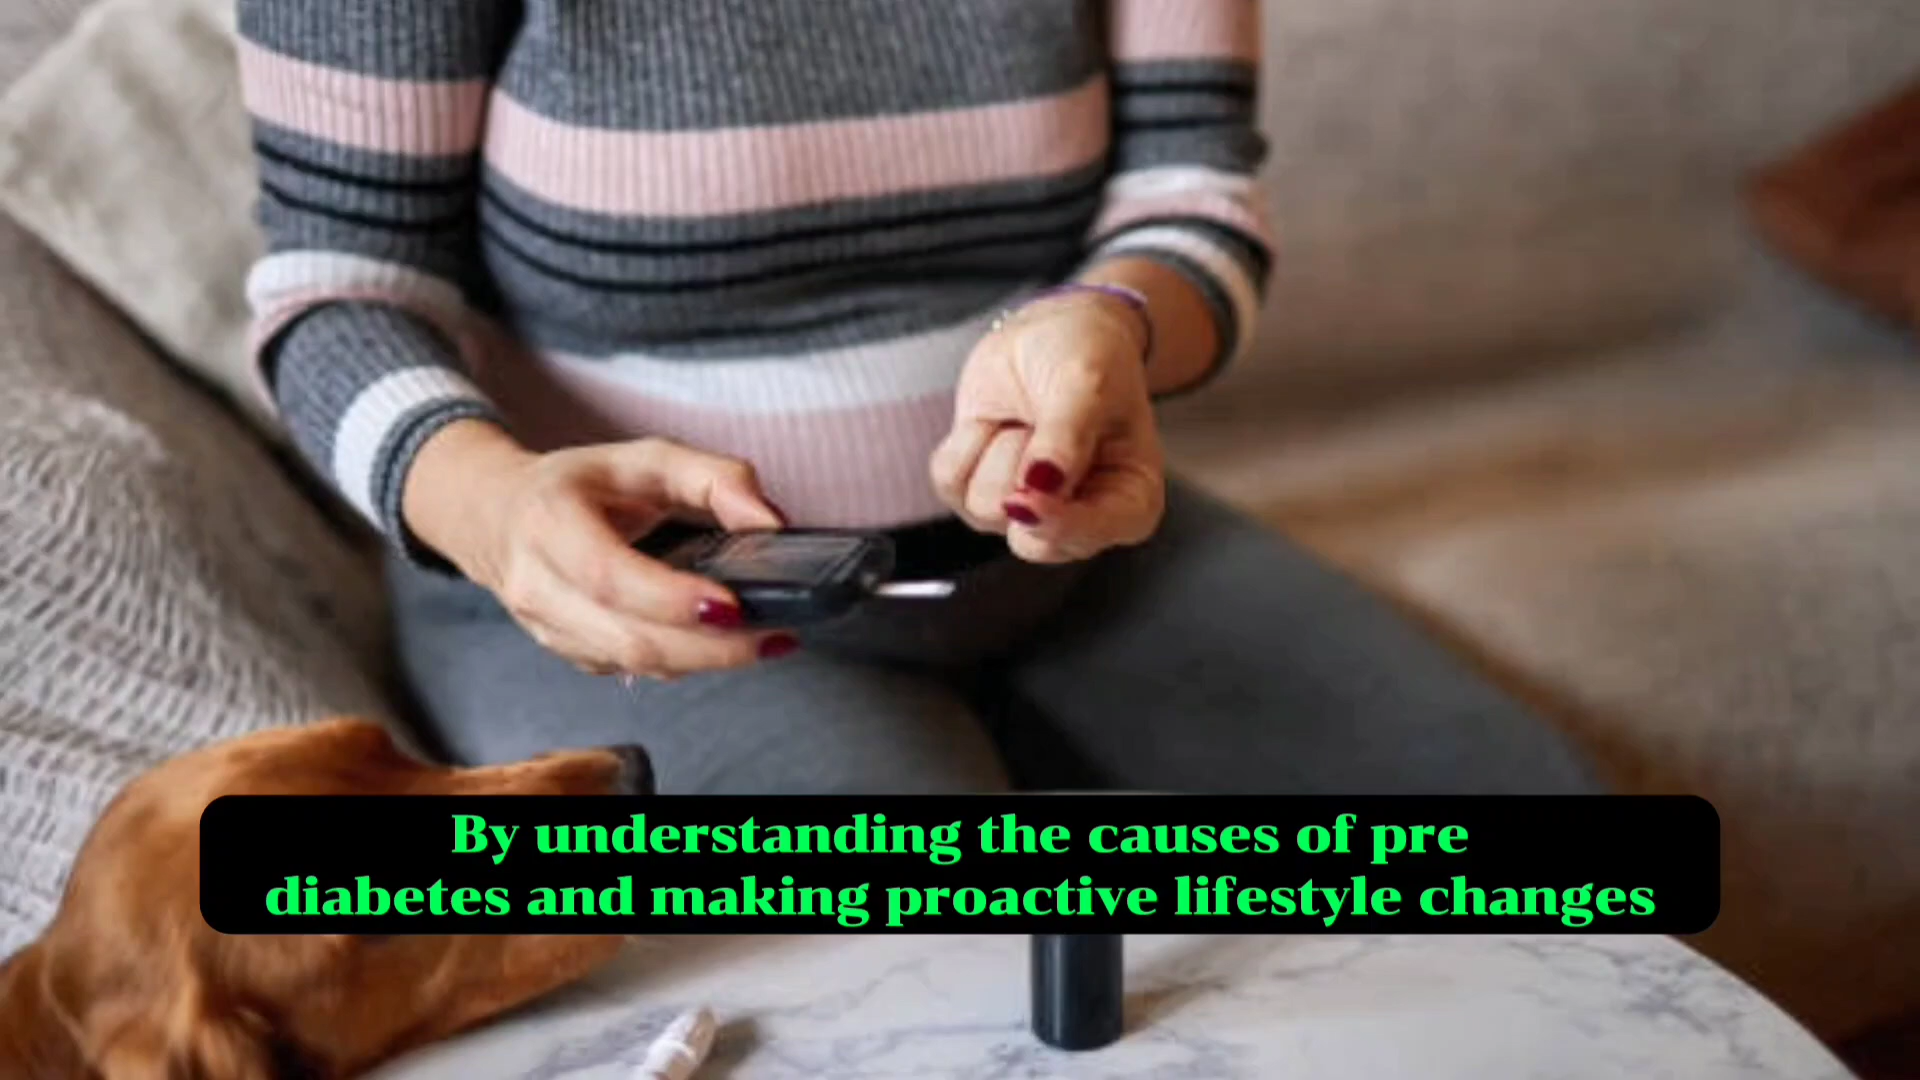 By understanding the causes of pre
diabetes and making proactive lifestyle changes